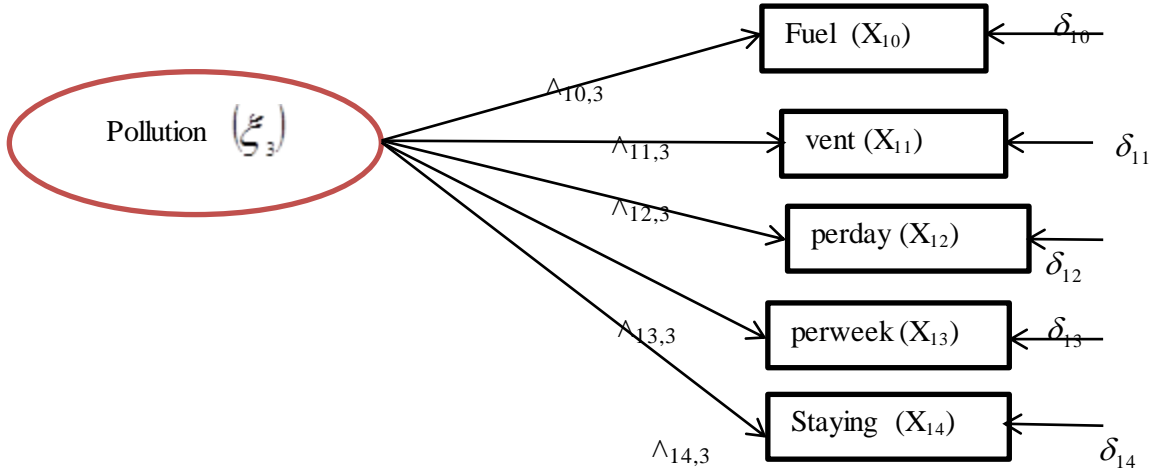 Fuel (X₁₀)
δ₁₀
∧₁₀,₃
Pollution (ξ₃)
vent (X₁₁)
δ₁₁
∧₁₁,₃
∧₁₂,₃
perday (X₁₂)
δ₁₂
∧₁₃,₃
perweek (X₁₃)
δ₁₃
Staying (X₁₄)
δ₁₄
∧₁₄,₃